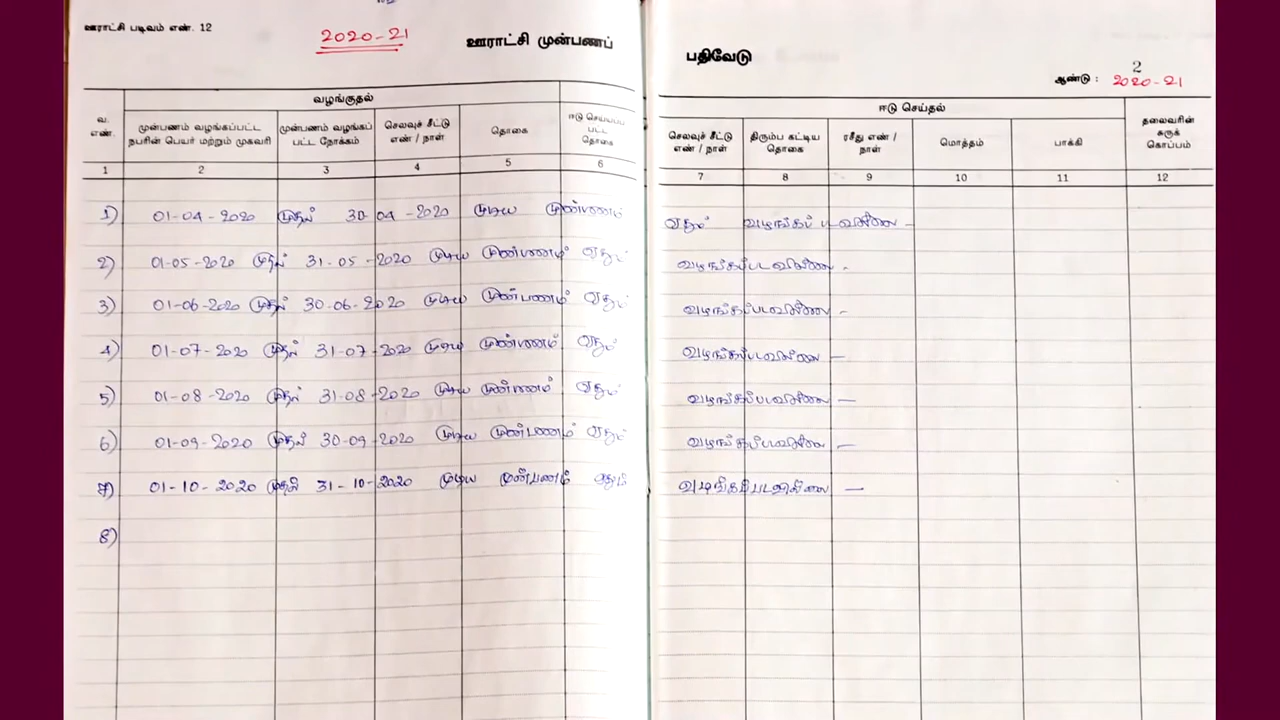 ஊராட்சி படிவம் எண். 12
2020-21
ஊராட்சி முன்பணப் பதிவேடு
2
ஆண்டு : 2020-21
வ. எண்.
வழங்குதல்
ஈடு செய்தல்
முன்பணம் வழங்கப்பட்ட நபரின் பெயர் மற்றும் முகவரி
முன்பணம் வழங்கப் பட்ட நோக்கம்
செலவுச் சீட்டு எண் / நாள்
தொகை
ஈடு செய்யப்ப பட்ட தொகை
செலவுச் சீட்டு எண் / நாள்
திரும்ப கட்டிய தொகை
ரசீது எண் / நாள்
மொத்தம்
பாக்கி
தலைவரின் சுருக் கொப்பம்
1 2 3 4 5 6 7 8 9 10 11 12
1) 01-04-2020 முதல் 30-04-2020 முடிய முன்பணம் ஏதும் வழங்கப்படவில்லை -
2) 01-05-2020 முதல் 31-05-2020 முடிய முன்பணம் ஏதும் வழங்கப்படவில்லை -
3) 01-06-2020 முதல் 30-06-2020 முடிய முன்பணம் ஏதும் வழங்கப்படவில்லை -
4) 01-07-2020 முதல் 31-07-2020 முடிய முன்பணம் ஏதும் வழங்கப்படவில்லை —
5) 01-08-2020 முதல் 31-08-2020 முடிய முன்பணம் ஏதும் வழங்கப்படவில்லை —
6) 01-09-2020 முதல் 30-09-2020 முடிய முன்பணம் ஏதும் வழங்கப்படவில்லை —
7) 01-10-2020 முதல் 31-10-2020 முடிய முன்பணம் ஏதும் வழங்கப்படவில்லை —
8)